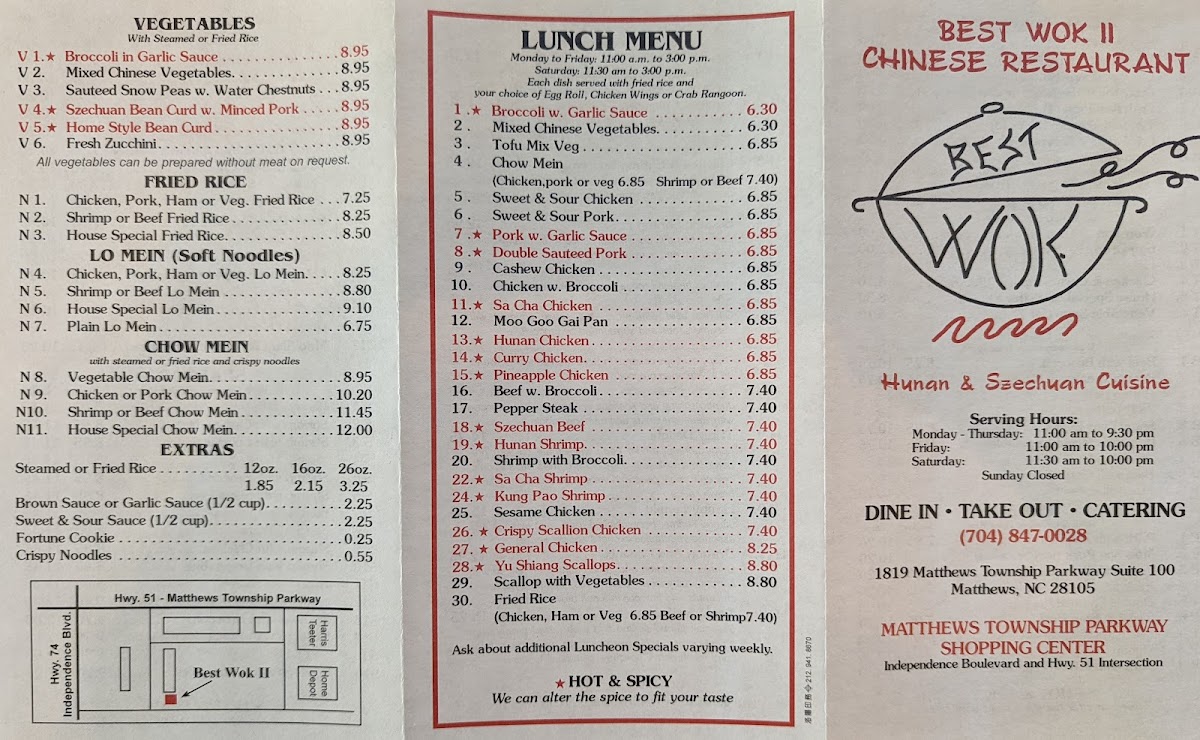 VEGETABLES
With Steamed or Fried Rice
V 1.★ Broccoli in Garlic Sauce . . . . . . . . . . . . . . 8.95
V 2. Mixed Chinese Vegetables. . . . . . . . . . . . . 8.95
V 3. Sauteed Snow Peas w. Water Chestnuts . . . 8.95
V 4.★ Szechuan Bean Curd w. Minced Pork . . . . . 8.95
V 5.★ Home Style Bean Curd . . . . . . . . . . . . . . . 8.95
V 6. Fresh Zucchini. . . . . . . . . . . . . . . . . . . . . . 8.95
All vegetables can be prepared without meat on request.
FRIED RICE
N 1. Chicken, Pork, Ham or Veg. Fried Rice . . . 7.25
N 2. Shrimp or Beef Fried Rice . . . . . . . . . . . . . 8.25
N 3. House Special Fried Rice. . . . . . . . . . . . . . 8.50
LO MEIN (Soft Noodles)
N 4. Chicken, Pork, Ham or Veg. Lo Mein. . . . . 8.25
N 5. Shrimp or Beef Lo Mein . . . . . . . . . . . . . . 8.80
N 6. House Special Lo Mein . . . . . . . . . . . . . . . 9.10
N 7. Plain Lo Mein . . . . . . . . . . . . . . . . . . . . . . 6.75
CHOW MEIN
with steamed or fried rice and crispy noodles
N 8. Vegetable Chow Mein. . . . . . . . . . . . . . . . 8.95
N 9. Chicken or Pork Chow Mein . . . . . . . . . . 10.20
N10. Shrimp or Beef Chow Mein . . . . . . . . . . . 11.45
N11. House Special Chow Mein. . . . . . . . . . . . 12.00
EXTRAS
Steamed or Fried Rice . . . . . . . . . . 12oz. 16oz. 26oz.
1.85 2.15 3.25
Brown Sauce or Garlic Sauce (1/2 cup). . . . . . . . . . 2.25
Sweet & Sour Sauce (1/2 cup). . . . . . . . . . . . . . . . . 2.25
Fortune Cookie . . . . . . . . . . . . . . . . . . . . . . . . . . . 0.25
Crispy Noodles . . . . . . . . . . . . . . . . . . . . . . . . . . . 0.55
Hwy. 51 - Matthews Township Parkway
Hwy. 74
Independence Blvd.
Harris
Teeter
Best Wok II
Home
Depot
LUNCH MENU
Monday to Friday: 11:00 a.m. to 3:00 p.m.
Saturday: 11:30 am to 3:00 p.m.
Each dish served with fried rice and
your choice of Egg Roll, Chicken Wings or Crab Rangoon.
1 .★ Broccoli w. Garlic Sauce . . . . . . . . . . . 6.30
2 . Mixed Chinese Vegetables. . . . . . . . . . . 6.30
3 . Tofu Mix Veg . . . . . . . . . . . . . . . . . . . . 6.85
4 . Chow Mein
(Chicken,pork or veg 6.85 Shrimp or Beef 7.40)
5 . Sweet & Sour Chicken . . . . . . . . . . . . . 6.85
6 . Sweet & Sour Pork. . . . . . . . . . . . . . . . 6.85
7 .★ Pork w. Garlic Sauce . . . . . . . . . . . . . . 6.85
8 .★ Double Sauteed Pork . . . . . . . . . . . . . . 6.85
9 . Cashew Chicken . . . . . . . . . . . . . . . . . . 6.85
10. Chicken w. Broccoli . . . . . . . . . . . . . . . 6.85
11.★ Sa Cha Chicken . . . . . . . . . . . . . . . . . . 6.85
12. Moo Goo Gai Pan . . . . . . . . . . . . . . . . 6.85
13.★ Hunan Chicken . . . . . . . . . . . . . . . . . . . 6.85
14.★ Curry Chicken. . . . . . . . . . . . . . . . . . . . 6.85
15.★ Pineapple Chicken . . . . . . . . . . . . . . . . 6.85
16. Beef w. Broccoli . . . . . . . . . . . . . . . . . . 7.40
17. Pepper Steak . . . . . . . . . . . . . . . . . . . . 7.40
18.★ Szechuan Beef . . . . . . . . . . . . . . . . . . . 7.40
19.★ Hunan Shrimp. . . . . . . . . . . . . . . . . . . . 7.40
20. Shrimp with Broccoli. . . . . . . . . . . . . . . 7.40
22.★ Sa Cha Shrimp . . . . . . . . . . . . . . . . . . . 7.40
24.★ Kung Pao Shrimp . . . . . . . . . . . . . . . . . 7.40
25. Sesame Chicken . . . . . . . . . . . . . . . . . . 7.40
26. ★ Crispy Scallion Chicken . . . . . . . . . . . . 7.40
27. ★ General Chicken . . . . . . . . . . . . . . . . . . 8.25
28.★ Yu Shiang Scallops. . . . . . . . . . . . . . . . 8.80
29. Scallop with Vegetables . . . . . . . . . . . . 8.80
30. Fried Rice
(Chicken, Ham or Veg 6.85 Beef or Shrimp7.40)
Ask about additional Luncheon Specials varying weekly.
★ HOT & SPICY
We can alter the spice to fit your taste
212. 941. 8670
BEST WOK II
CHINESE RESTAURANT
BEST
WOK
Hunan & Szechuan Cuisine
Serving Hours:
Monday - Thursday: 11:00 am to 9:30 pm
Friday: 11:00 am to 10:00 pm
Saturday: 11:30 am to 10:00 pm
Sunday Closed
DINE IN • TAKE OUT • CATERING
(704) 847-0028
1819 Matthews Township Parkway Suite 100
Matthews, NC 28105
MATTHEWS TOWNSHIP PARKWAY
SHOPPING CENTER
Independence Boulevard and Hwy. 51 Intersection